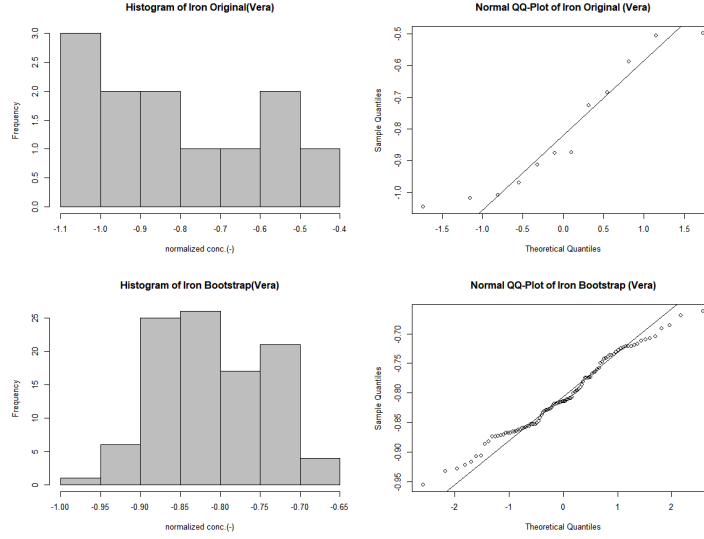 Histogram of Iron Original(Vera)
Frequency
0.0 0.5 1.0 1.5 2.0 2.5 3.0
-1.1 -1.0 -0.9 -0.8 -0.7 -0.6 -0.5 -0.4
normalized conc.(-)
Normal QQ-Plot of Iron Original (Vera)
Sample Quantiles
-1.0 -0.9 -0.8 -0.7 -0.6 -0.5
-1.5 -1.0 -0.5 0.0 0.5 1.0 1.5
Theoretical Quantiles
Histogram of Iron Bootstrap(Vera)
Frequency
0 5 10 15 20 25
-1.00 -0.95 -0.90 -0.85 -0.80 -0.75 -0.70 -0.65
normalized conc.(-)
Normal QQ-Plot of Iron Bootstrap (Vera)
Sample Quantiles
-0.95 -0.90 -0.85 -0.80 -0.75 -0.70
-2 -1 0 1 2
Theoretical Quantiles